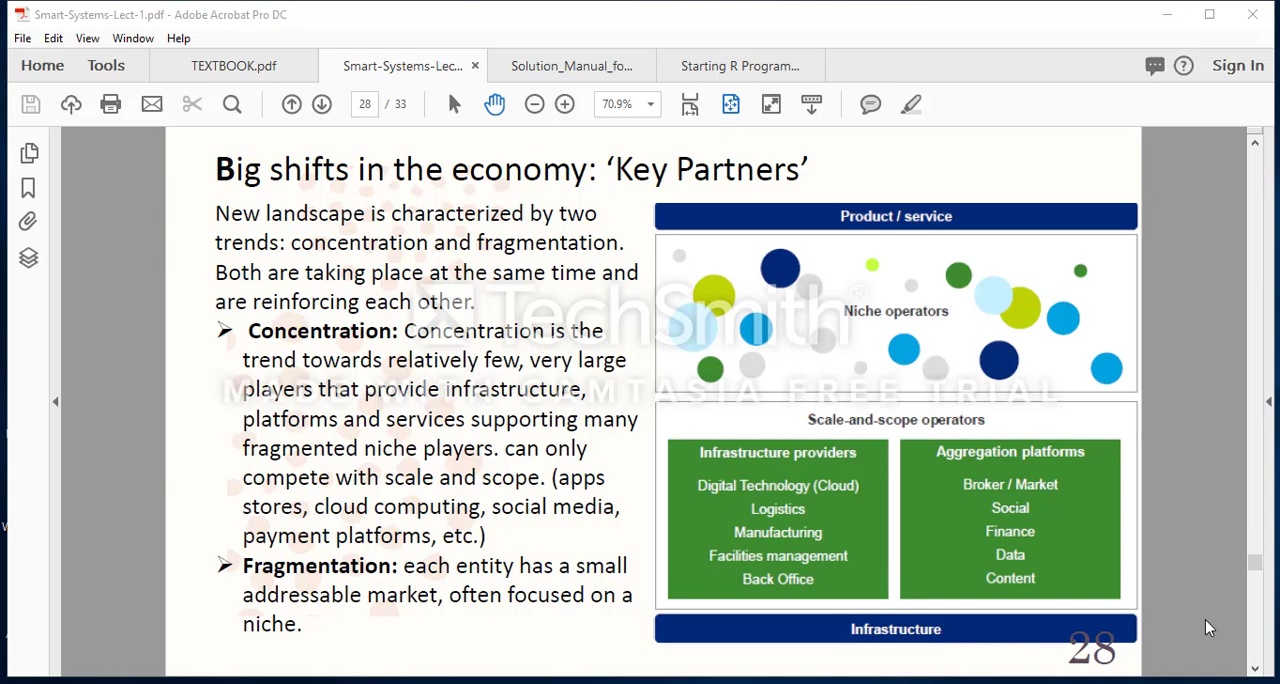 Smart-Systems-Lect-1.pdf - Adobe Acrobat Pro DC
File Edit View Window Help
Home Tools TEXTBOOK.pdf Smart-Systems-Lec... × Solution_Manual_fo... Starting R Program... Sign In
28 / 33 70.9%
Big shifts in the economy: ‘Key Partners’
New landscape is characterized by two
trends: concentration and fragmentation.
Both are taking place at the same time and
are reinforcing each other.
Concentration: Concentration is the
trend towards relatively few, very large
players that provide infrastructure,
platforms and services supporting many
fragmented niche players. can only
compete with scale and scope. (apps
stores, cloud computing, social media,
payment platforms, etc.)
Fragmentation: each entity has a small
addressable market, often focused on a
niche.
Product / service
Niche operators
Scale-and-scope operators
Infrastructure providers
Digital Technology (Cloud)
Logistics
Manufacturing
Facilities management
Back Office
Aggregation platforms
Broker / Market
Social
Finance
Data
Content
Infrastructure
28
TechSmith®
MADE WITH CAMTASIA FREE TRIAL